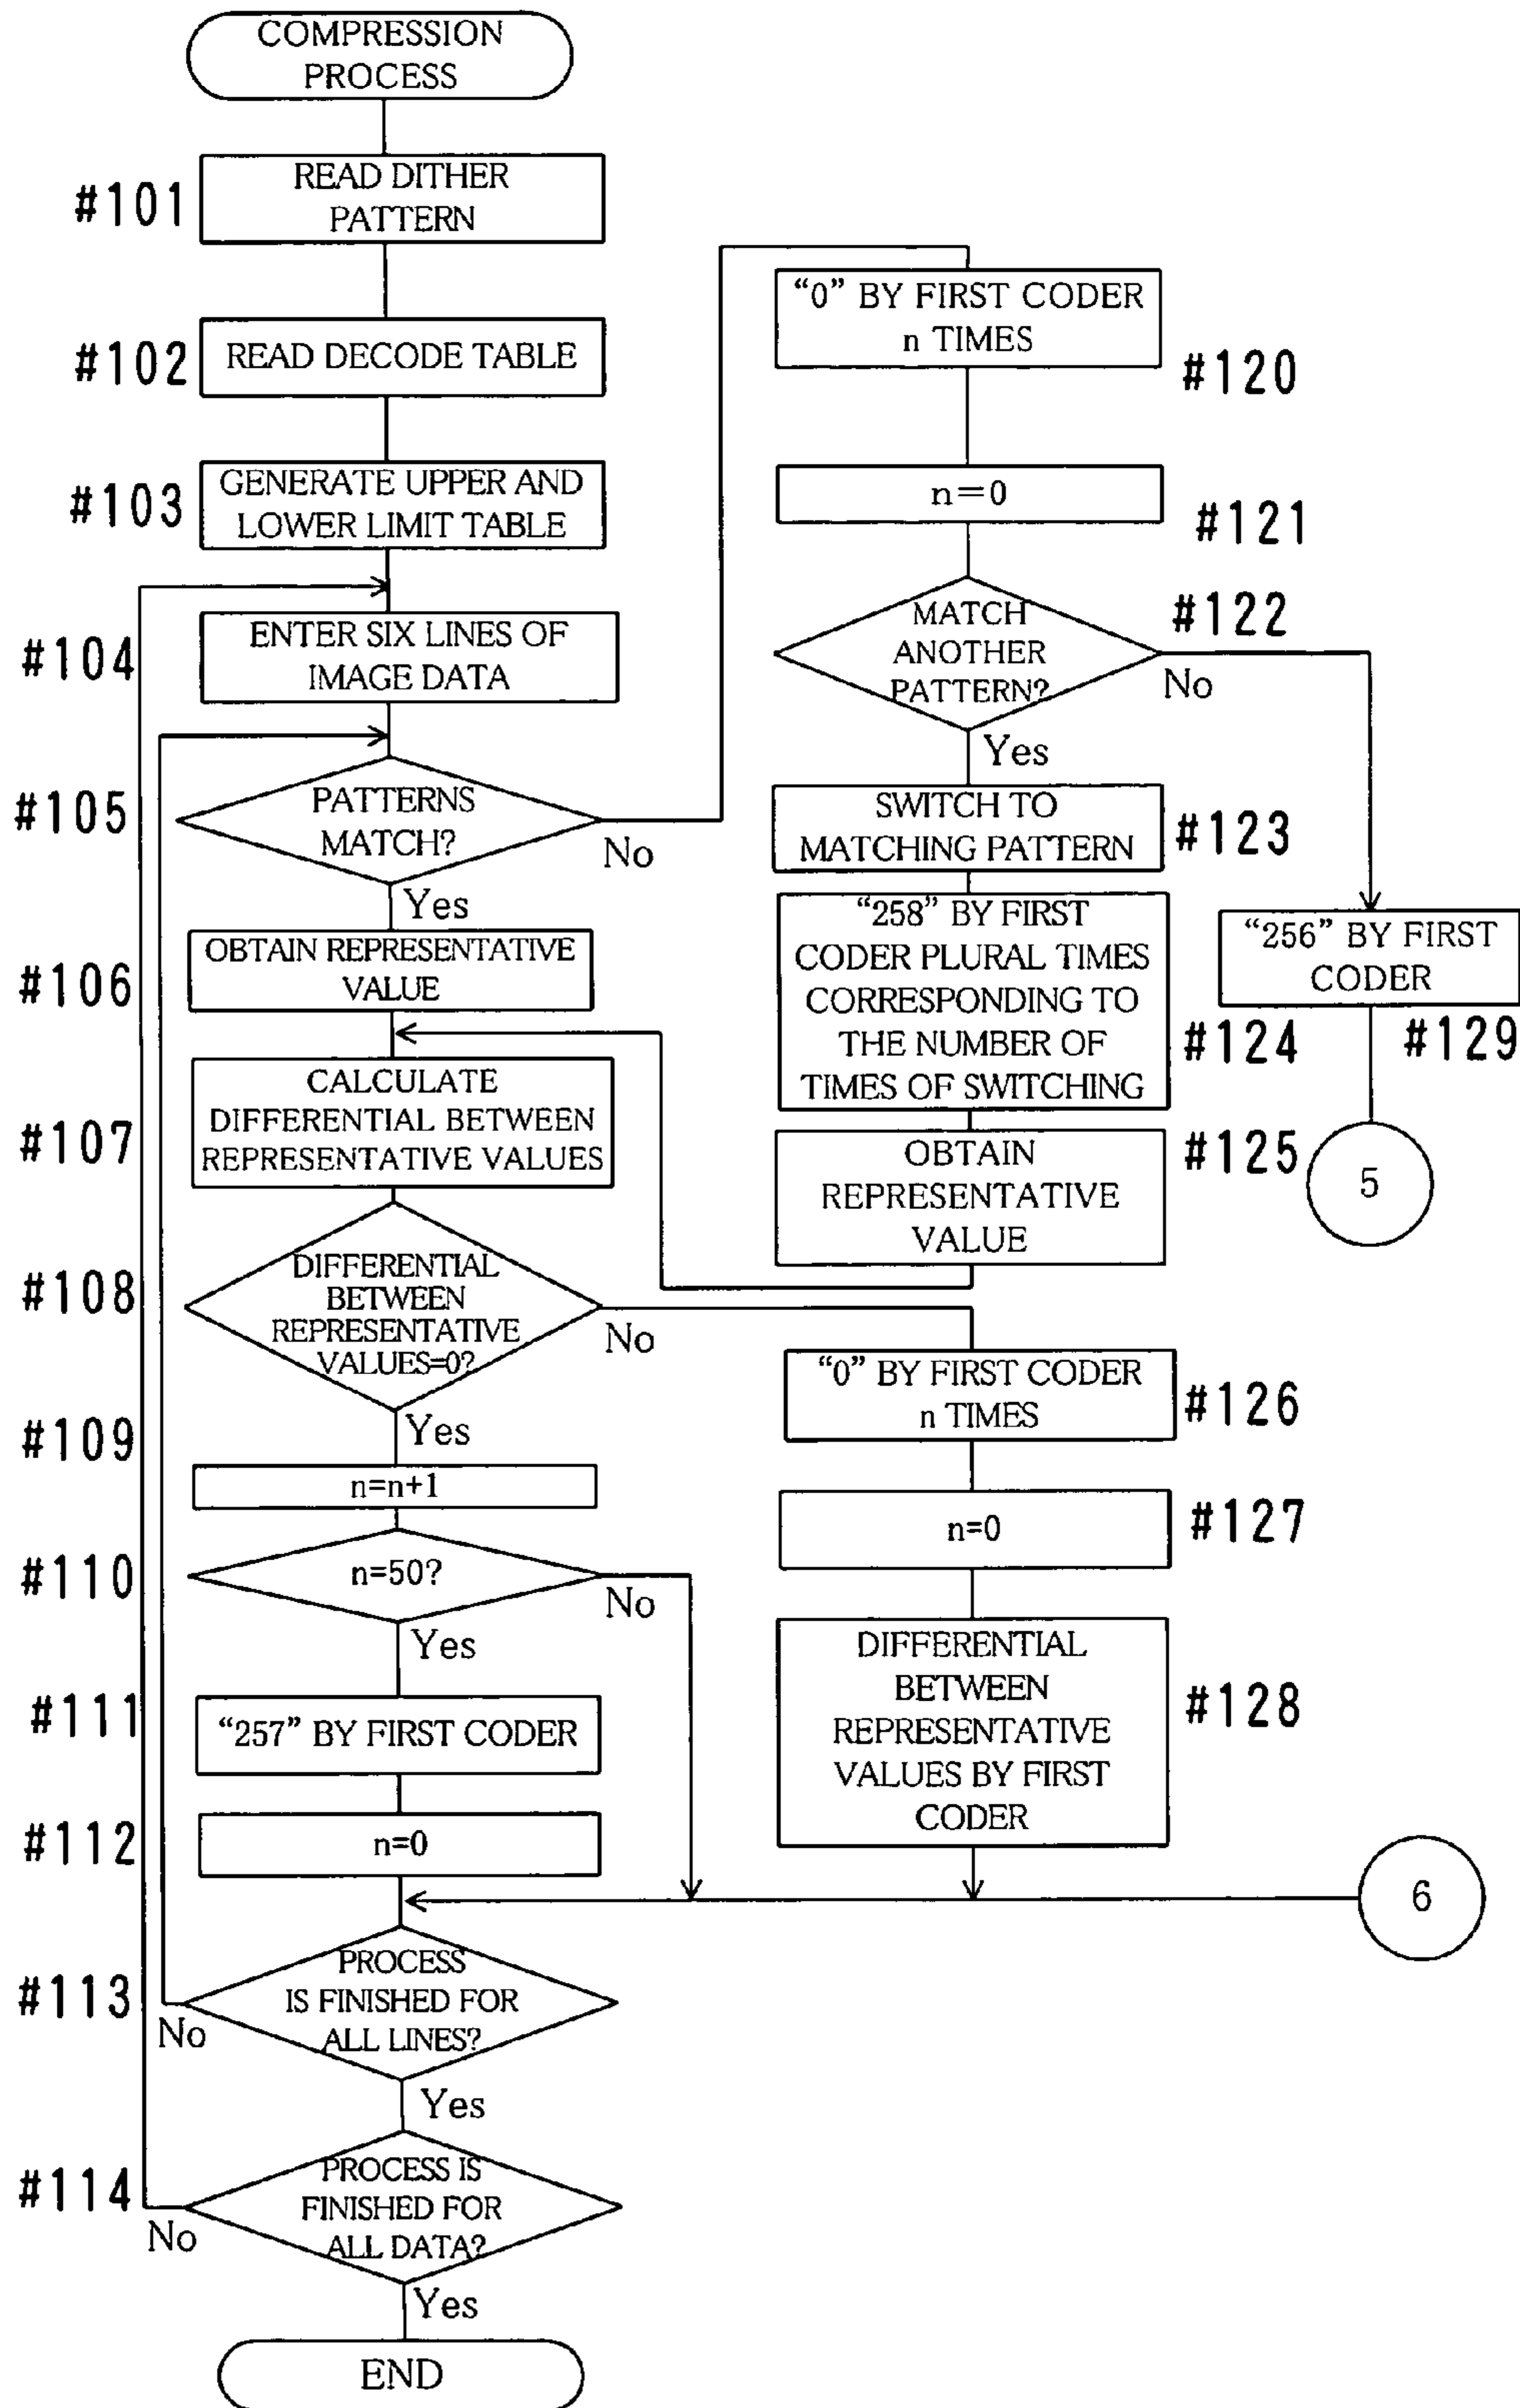 COMPRESSION
PROCESS
#101
READ DITHER
PATTERN
#102
READ DECODE TABLE
#103
GENERATE UPPER AND
LOWER LIMIT TABLE
#104
ENTER SIX LINES OF
IMAGE DATA
#105
PATTERNS
MATCH?
No
Yes
#106
OBTAIN REPRESENTATIVE
VALUE
#107
CALCULATE
DIFFERENTIAL BETWEEN
REPRESENTATIVE VALUES
#108
DIFFERENTIAL
BETWEEN
REPRESENTATIVE
VALUES=0?
No
Yes
#109
n=n+1
#110
n=50?
No
Yes
#111
“257” BY FIRST CODER
#112
n=0
#113
PROCESS
IS FINISHED FOR
ALL LINES?
No
Yes
#114
PROCESS IS
FINISHED FOR
ALL DATA?
No
Yes
END
“0” BY FIRST CODER
n TIMES
#120
n=0
#121
MATCH
ANOTHER
PATTERN?
#122
No
Yes
SWITCH TO
MATCHING PATTERN
#123
“258” BY FIRST
CODER PLURAL TIMES
CORRESPONDING TO
THE NUMBER OF
TIMES OF SWITCHING
#124
OBTAIN
REPRESENTATIVE
VALUE
#125
“256” BY FIRST
CODER
#129
5
“0” BY FIRST CODER
n TIMES
#126
n=0
#127
DIFFERENTIAL
BETWEEN
REPRESENTATIVE
VALUES BY FIRST
CODER
#128
6